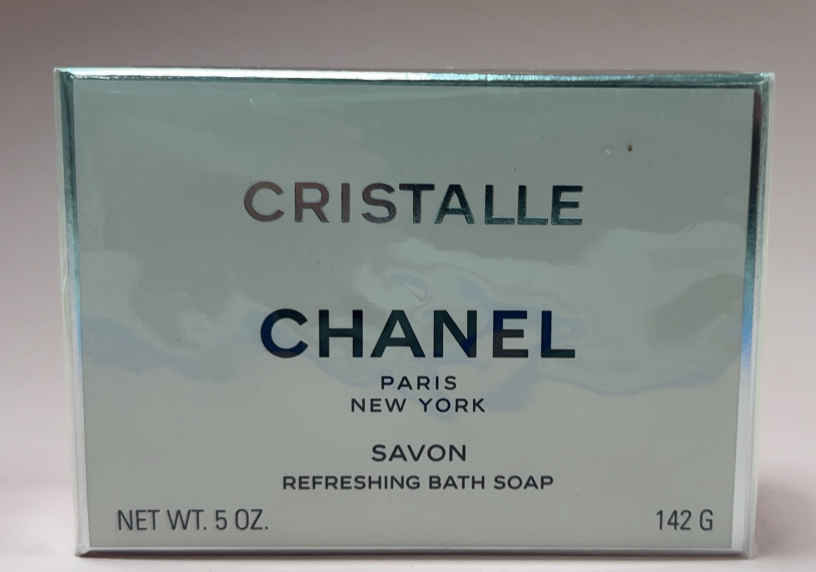 CRISTALLE
CHANEL
PARIS
NEW YORK
SAVON
REFRESHING BATH SOAP
NET WT. 5 OZ. 142 G